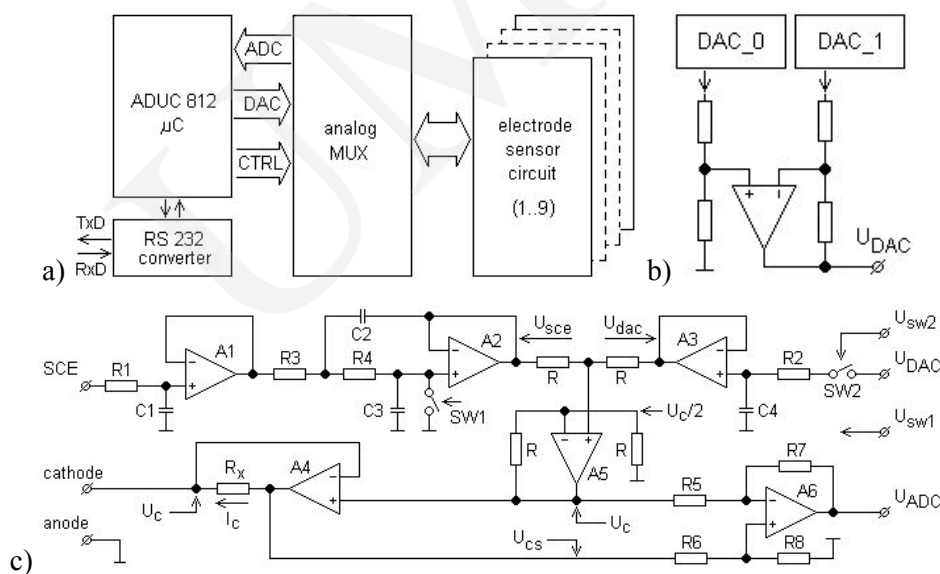 ADUC 812
µC
ADC
DAC
CTRL
analog
MUX
electrode
sensor
circuit
(1..9)
TxD
RxD
RS 232
converter
a)
DAC_0
DAC_1
+
−
U_DAC
b)
SCE
R1
C1
−
+
A1
R3
C2
R4
C3
SW1
−
+
A2
U_sce
R
U_dac
R
A3
−
+
C4
R2
SW2
U_sw2
U_DAC
U_sw1
U_c/2
R
−
+
R
A5
cathode
U_c
R_x
I_c
A4
−
+
anode
U_cs
U_c
R5
R6
R7
−
+
A6
R8
U_ADC
c)